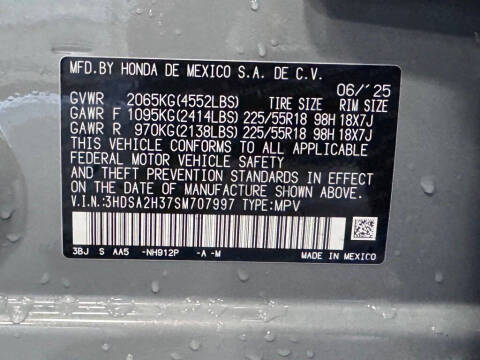 MFD.BY HONDA DE MEXICO S.A. DE C.V.
06/'25
GVWR 2065KG(4552LBS) TIRE SIZE RIM SIZE
GAWR F 1095KG(2414LBS) 225/55R18 98H 18X7J
GAWR R 970KG(2138LBS) 225/55R18 98H 18X7J
THIS VEHICLE CONFORMS TO ALL APPLICABLE
FEDERAL MOTOR VEHICLE SAFETY
AND THEFT PREVENTION STANDARDS IN EFFECT
ON THE DATE OF MANUFACTURE SHOWN ABOVE.
V.I.N.:3HDSA2H37SM707997 TYPE:MPV
3BJ S AA5 -NH912P -A -M MADE IN MEXICO